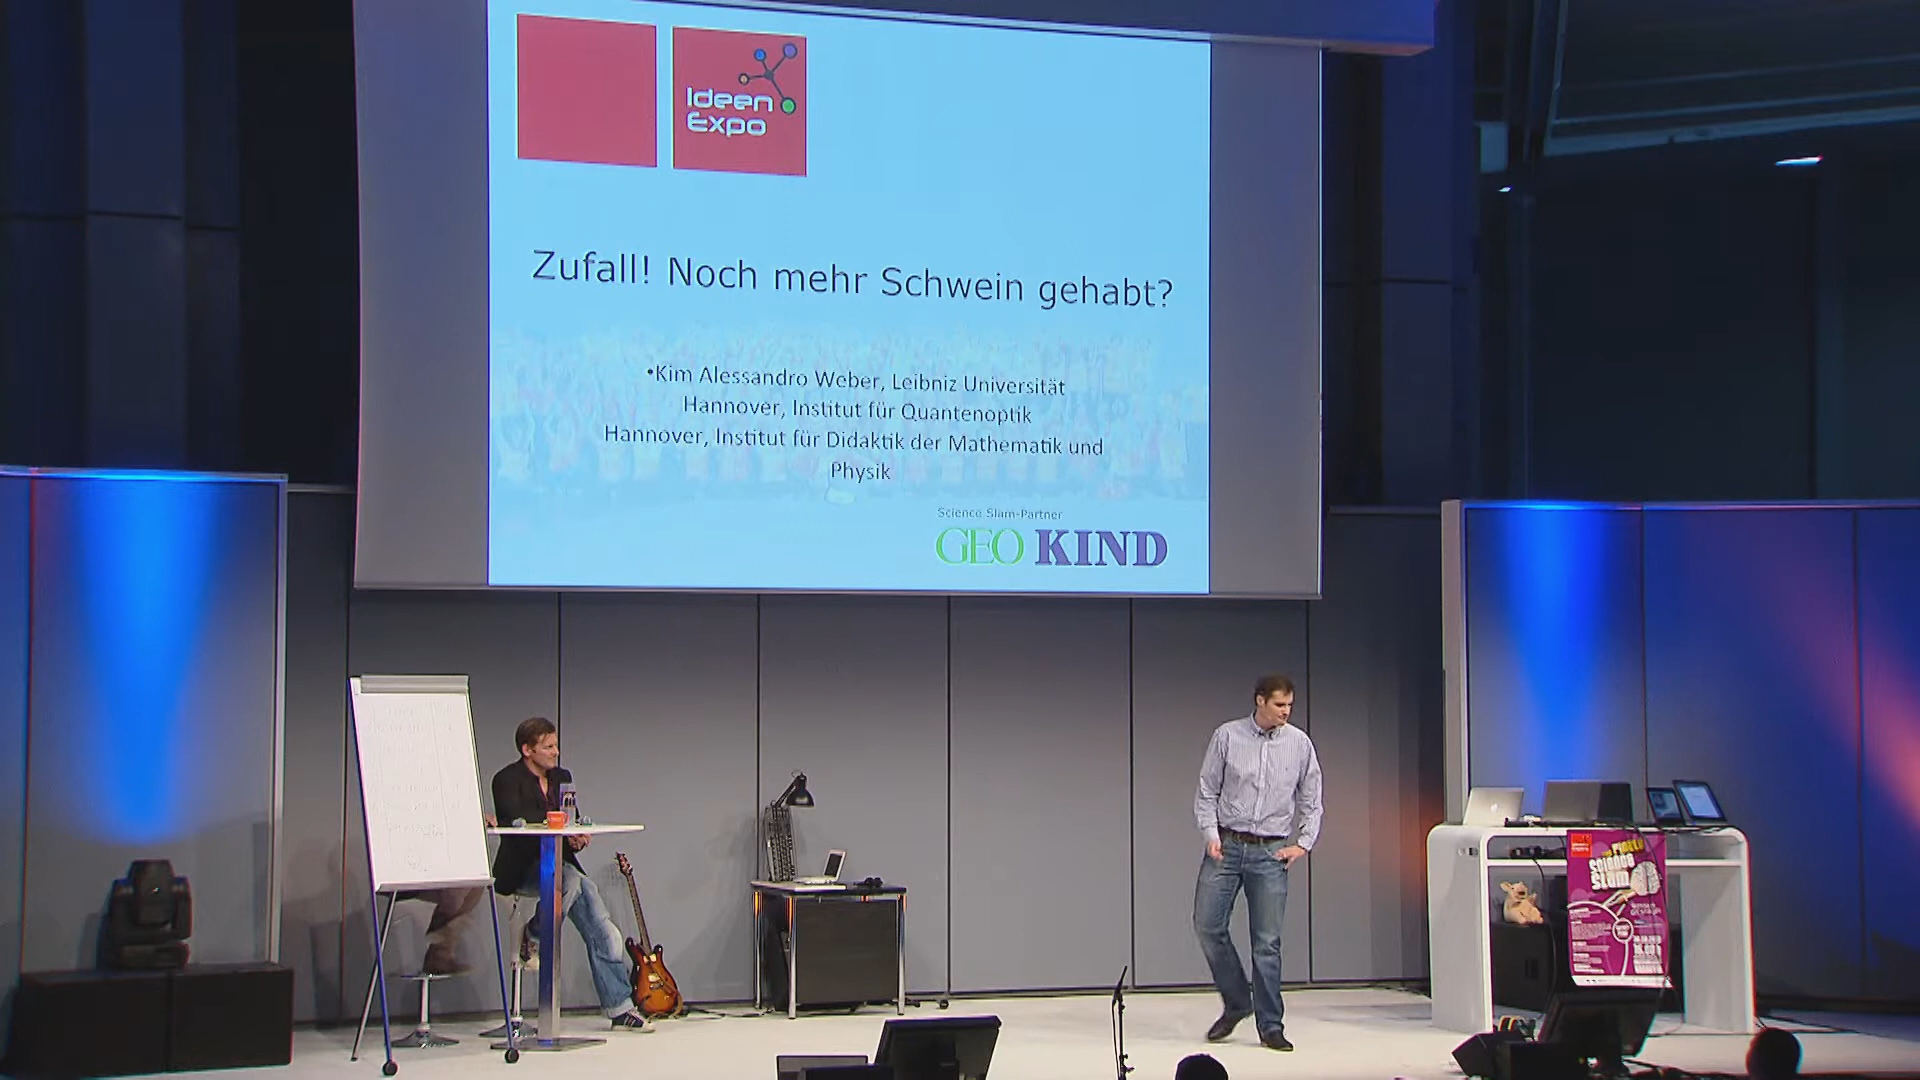 Ideen
Expo
Zufall! Noch mehr Schwein gehabt?
•Kim Alessandro Weber, Leibniz Universität
Hannover, Institut für Quantenoptik
Hannover, Institut für Didaktik der Mathematik und
Physik
Science Slam-Partner
GEO KIND
Science
Slam